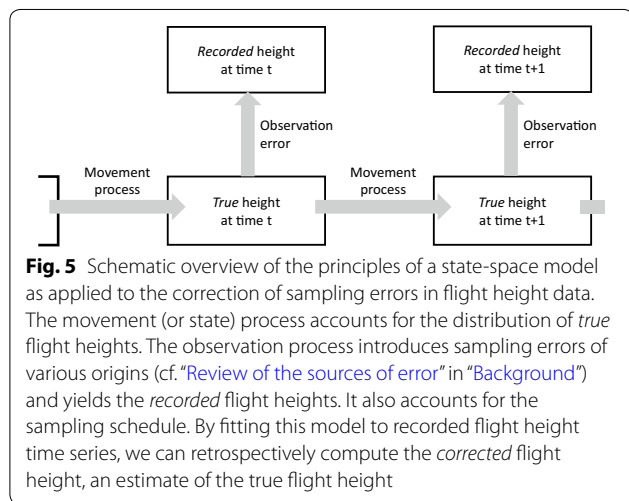 Recorded height
at time t
Recorded height
at time t+1
Observation
error
Observation
error
Movement
process
Movement
process
True height
at time t
True height
at time t+1
Fig. 5 Schematic overview of the principles of a state-space model
as applied to the correction of sampling errors in flight height data.
The movement (or state) process accounts for the distribution of true
flight heights. The observation process introduces sampling errors of
various origins (cf. “Review of the sources of error” in “Background”)
and yields the recorded flight heights. It also accounts for the
sampling schedule. By fitting this model to recorded flight height
time series, we can retrospectively compute the corrected flight
height, an estimate of the true flight height